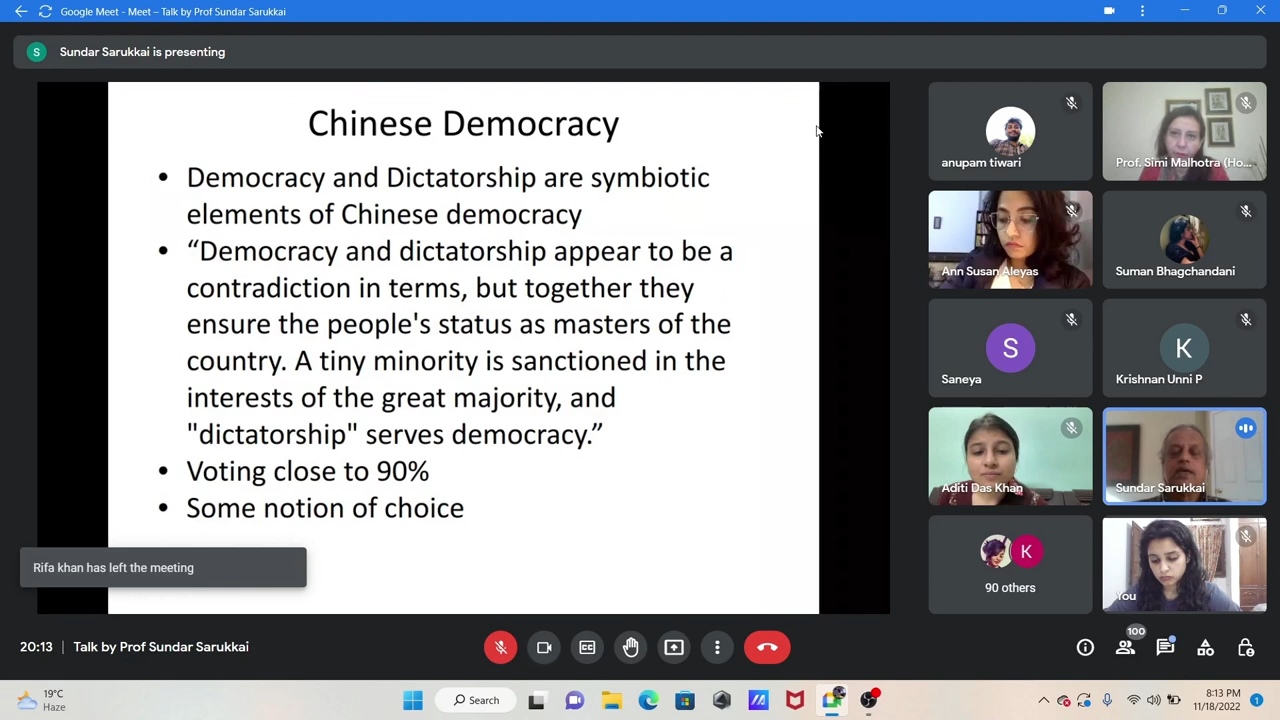 Google Meet - Meet – Talk by Prof Sundar Sarukkai
S
Sundar Sarukkai is presenting
Chinese Democracy
• Democracy and Dictatorship are symbiotic
elements of Chinese democracy
• “Democracy and dictatorship appear to be a
contradiction in terms, but together they
ensure the people's status as masters of the
country. A tiny minority is sanctioned in the
interests of the great majority, and
"dictatorship" serves democracy.”
• Voting close to 90%
• Some notion of choice
anupam tiwari
Prof. Simi Malhotra (Ho...
Ann Susan Aleyas
Suman Bhagchandani
S
Saneya
K
Krishnan Unni P
Aditi Das Khan
Sundar Sarukkai
K
90 others
You
Rifa khan has left the meeting
20:13 | Talk by Prof Sundar Sarukkai
100
19°C
Haze
Search
8:13 PM
11/18/2022
1